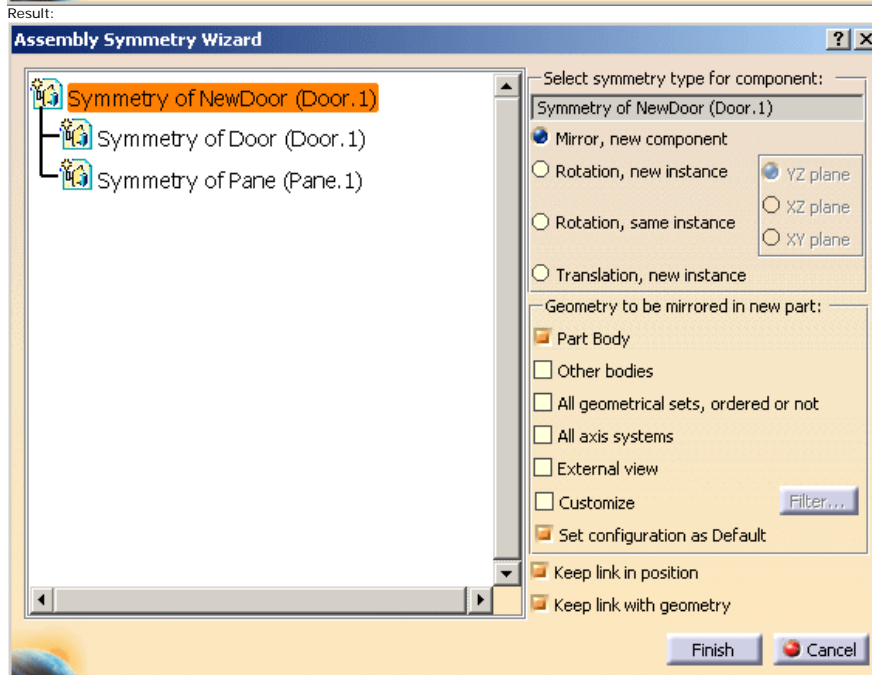 Result:
Assembly Symmetry Wizard
Symmetry of NewDoor (Door.1)
Symmetry of Door (Door.1)
Symmetry of Pane (Pane.1)
Select symmetry type for component:
Symmetry of NewDoor (Door.1)
Mirror, new component
Rotation, new instance
YZ plane
XZ plane
Rotation, same instance
XY plane
Translation, new instance
Geometry to be mirrored in new part:
Part Body
Other bodies
All geometrical sets, ordered or not
All axis systems
External view
Customize
Filter...
Set configuration as Default
Keep link in position
Keep link with geometry
Finish
Cancel